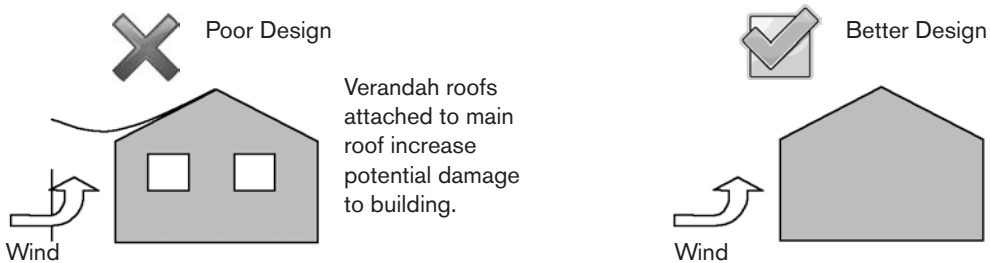 Poor Design
Verandah roofs
attached to main
roof increase
potential damage
to building.
Wind
Better Design
Wind